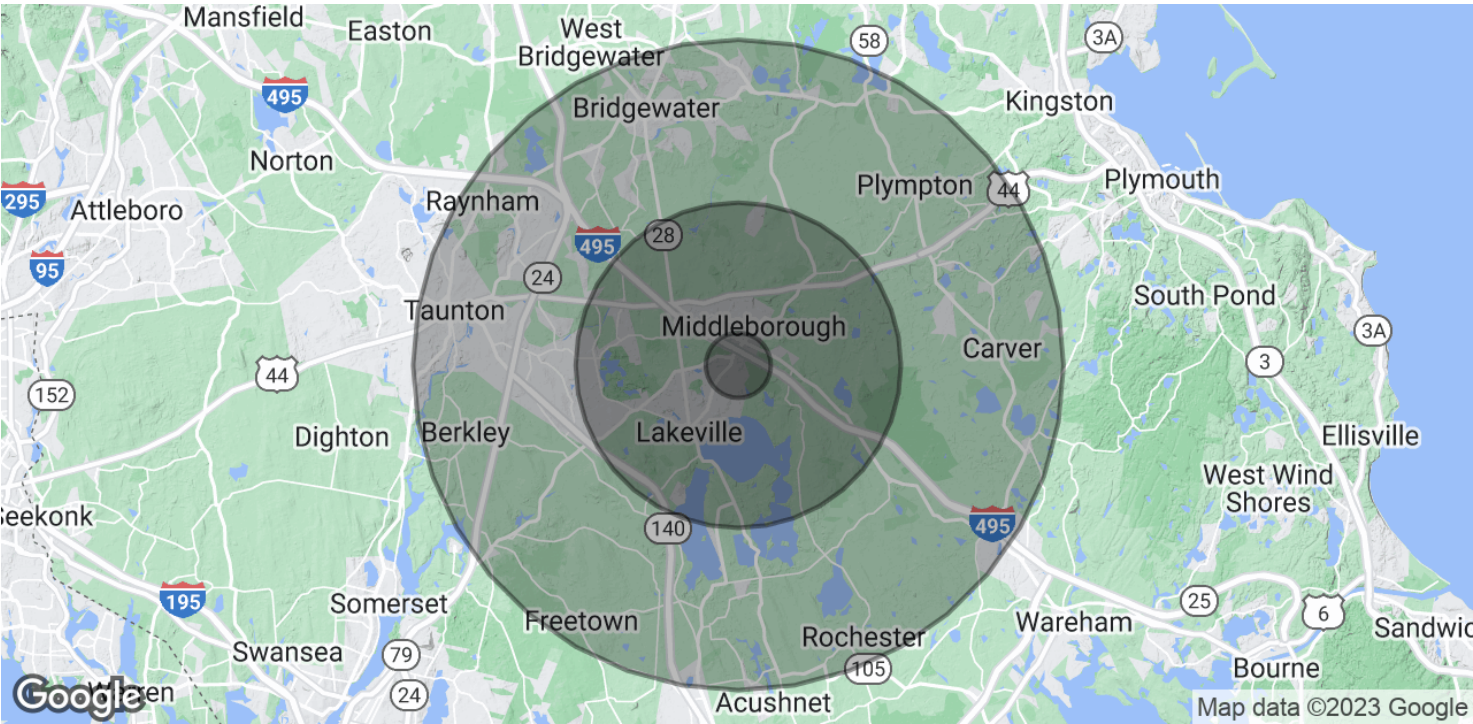 Mansfield
Easton
West
Bridgewater
58
3A
495
Bridgewater
Kingston
Norton
295
Attleboro
Raynham
Plympton
44
Plymouth
495
28
95
24
Taunton
Middleborough
South Pond
3A
44
152
Carver
3
Dighton
Berkley
Lakeville
Ellisville
West Wind
Shores
Seekonk
140
495
195
Somerset
Freetown
Rochester
Wareham
25
6
Sandwic
Swansea
79
105
Bourne
Warren
24
Acushnet
Google
Map data ©2023 Google